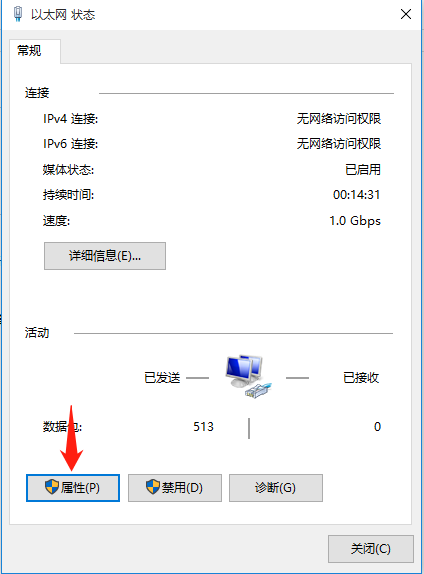 以太网 状态
常规
连接
IPv4 连接: 无网络访问权限
IPv6 连接: 无网络访问权限
媒体状态: 已启用
持续时间: 00:14:31
速度: 1.0 Gbps
详细信息(E)...
活动
已发送 已接收
数据包: 513 0
属性(P) 禁用(D) 诊断(G)
关闭(C)